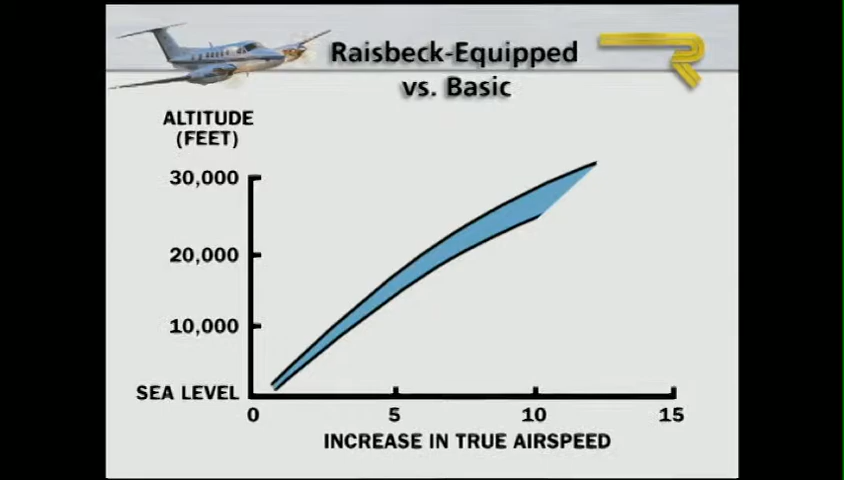 Raisbeck-Equipped
vs. Basic
ALTITUDE
(FEET)
30,000
20,000
10,000
SEA LEVEL
0 5 10 15
INCREASE IN TRUE AIRSPEED